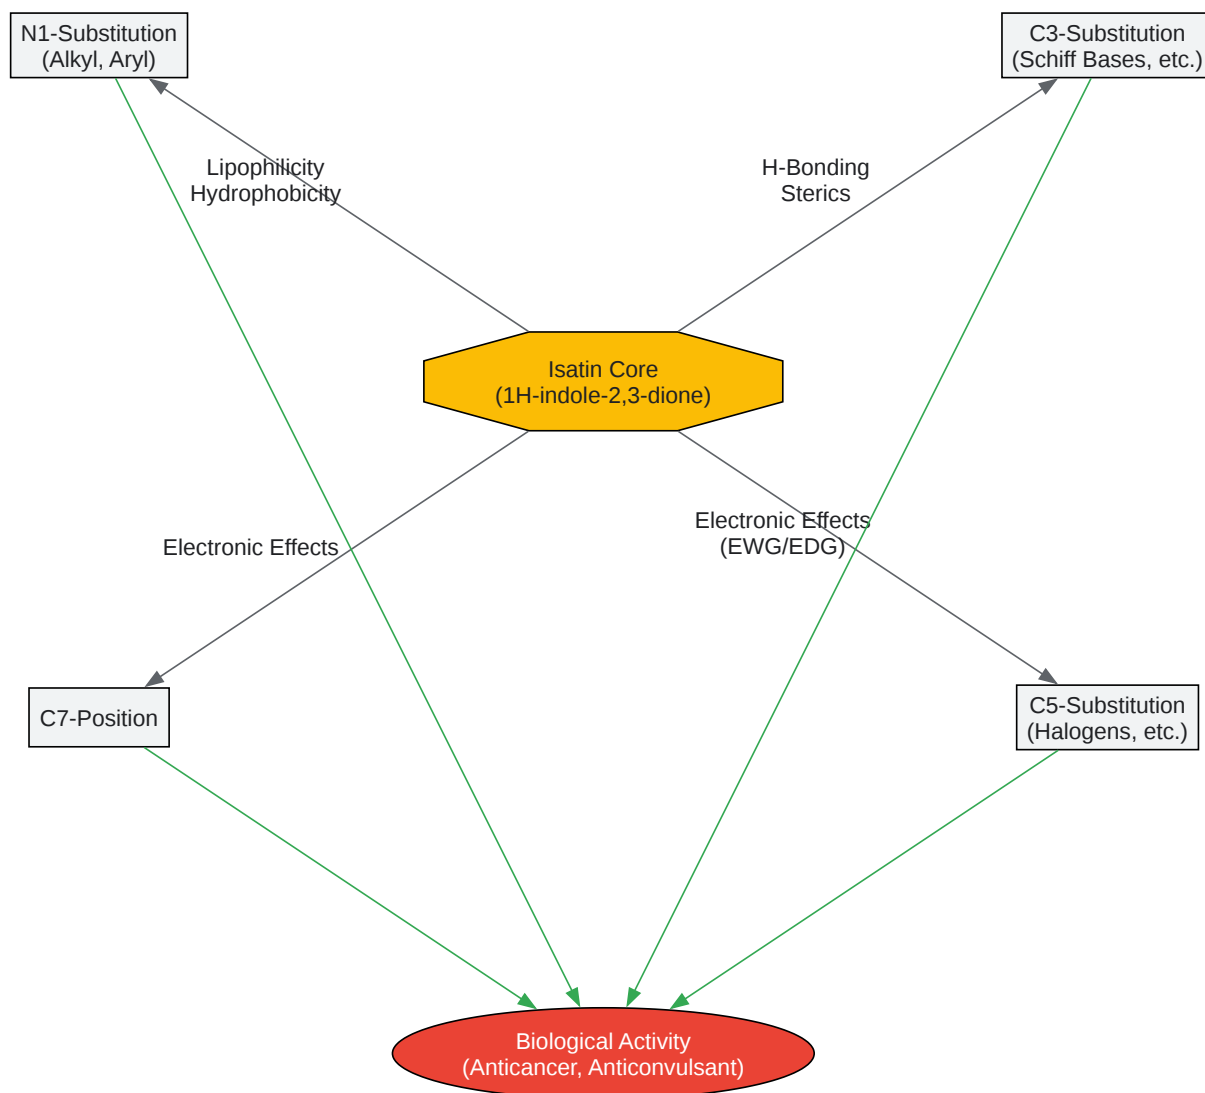 N1-Substitution
(Alkyl, Aryl)
C3-Substitution
(Schiff Bases, etc.)
Lipophilicity
Hydrophobicity
H-Bonding
Sterics
Isatin Core
(1H-indole-2,3-dione)
Electronic Effects
Electronic Effects
(EWG/EDG)
C7-Position
C5-Substitution
(Halogens, etc.)
Biological Activity
(Anticancer, Anticonvulsant)